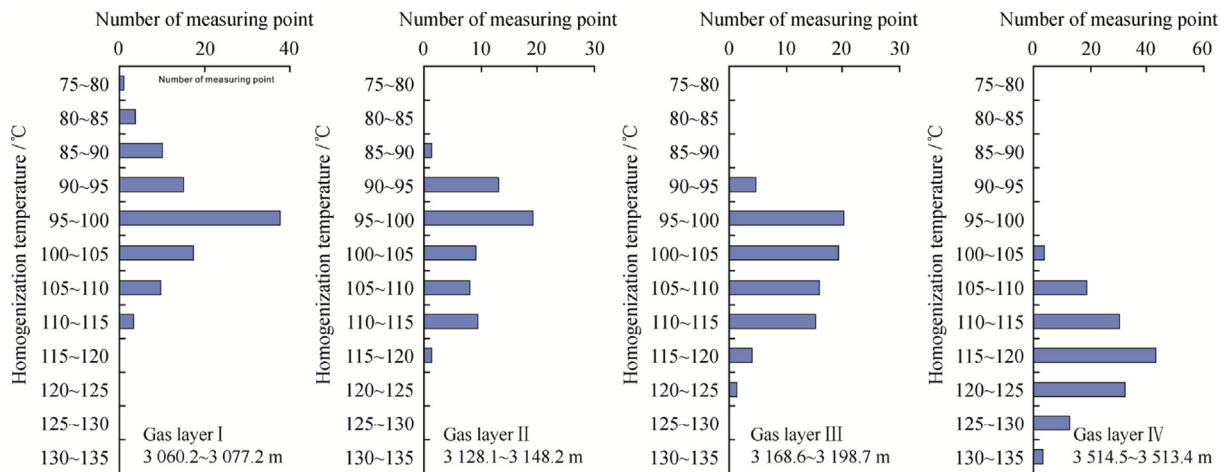 Number of measuring point
0 20 40
Number of measuring point
Homogenization temperature /℃
75~80
80~85
85~90
90~95
95~100
100~105
105~110
110~115
115~120
120~125
125~130
130~135
Gas layer Ⅰ
3 060.2~3 077.2 m
Number of measuring point
0 10 20 30
Homogenization temperature /℃
75~80
80~85
85~90
90~95
95~100
100~105
105~110
110~115
115~120
120~125
125~130
130~135
Gas layer Ⅱ
3 128.1~3 148.2 m
Number of measuring point
0 10 20 30
Homogenization temperature /℃
75~80
80~85
85~90
90~95
95~100
100~105
105~110
110~115
115~120
120~125
125~130
130~135
Gas layer Ⅲ
3 168.6~3 198.7 m
Number of measuring point
0 20 40 60
Homogenization temperature /℃
75~80
80~85
85~90
90~95
95~100
100~105
105~110
110~115
115~120
120~125
125~130
130~135
Gas layer Ⅳ
3 514.5~3 513.4 m